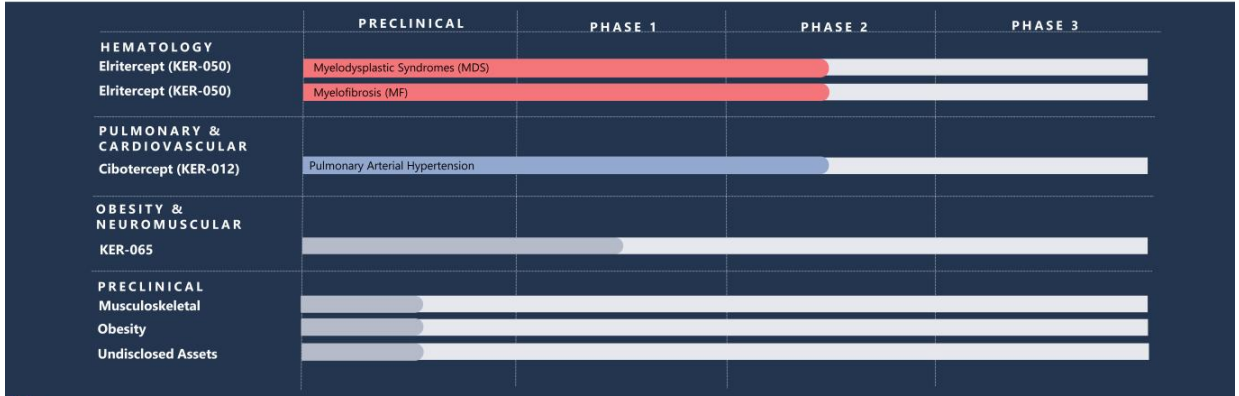 PRECLINICAL PHASE 1 PHASE 2 PHASE 3
HEMATOLOGY
Elritercept (KER-050) Myelodysplastic Syndromes (MDS)
Elritercept (KER-050) Myelofibrosis (MF)
PULMONARY &
CARDIOVASCULAR
Cibotercept (KER-012) Pulmonary Arterial Hypertension
OBESITY &
NEUROMUSCULAR
KER-065
PRECLINICAL
Musculoskeletal
Obesity
Undisclosed Assets